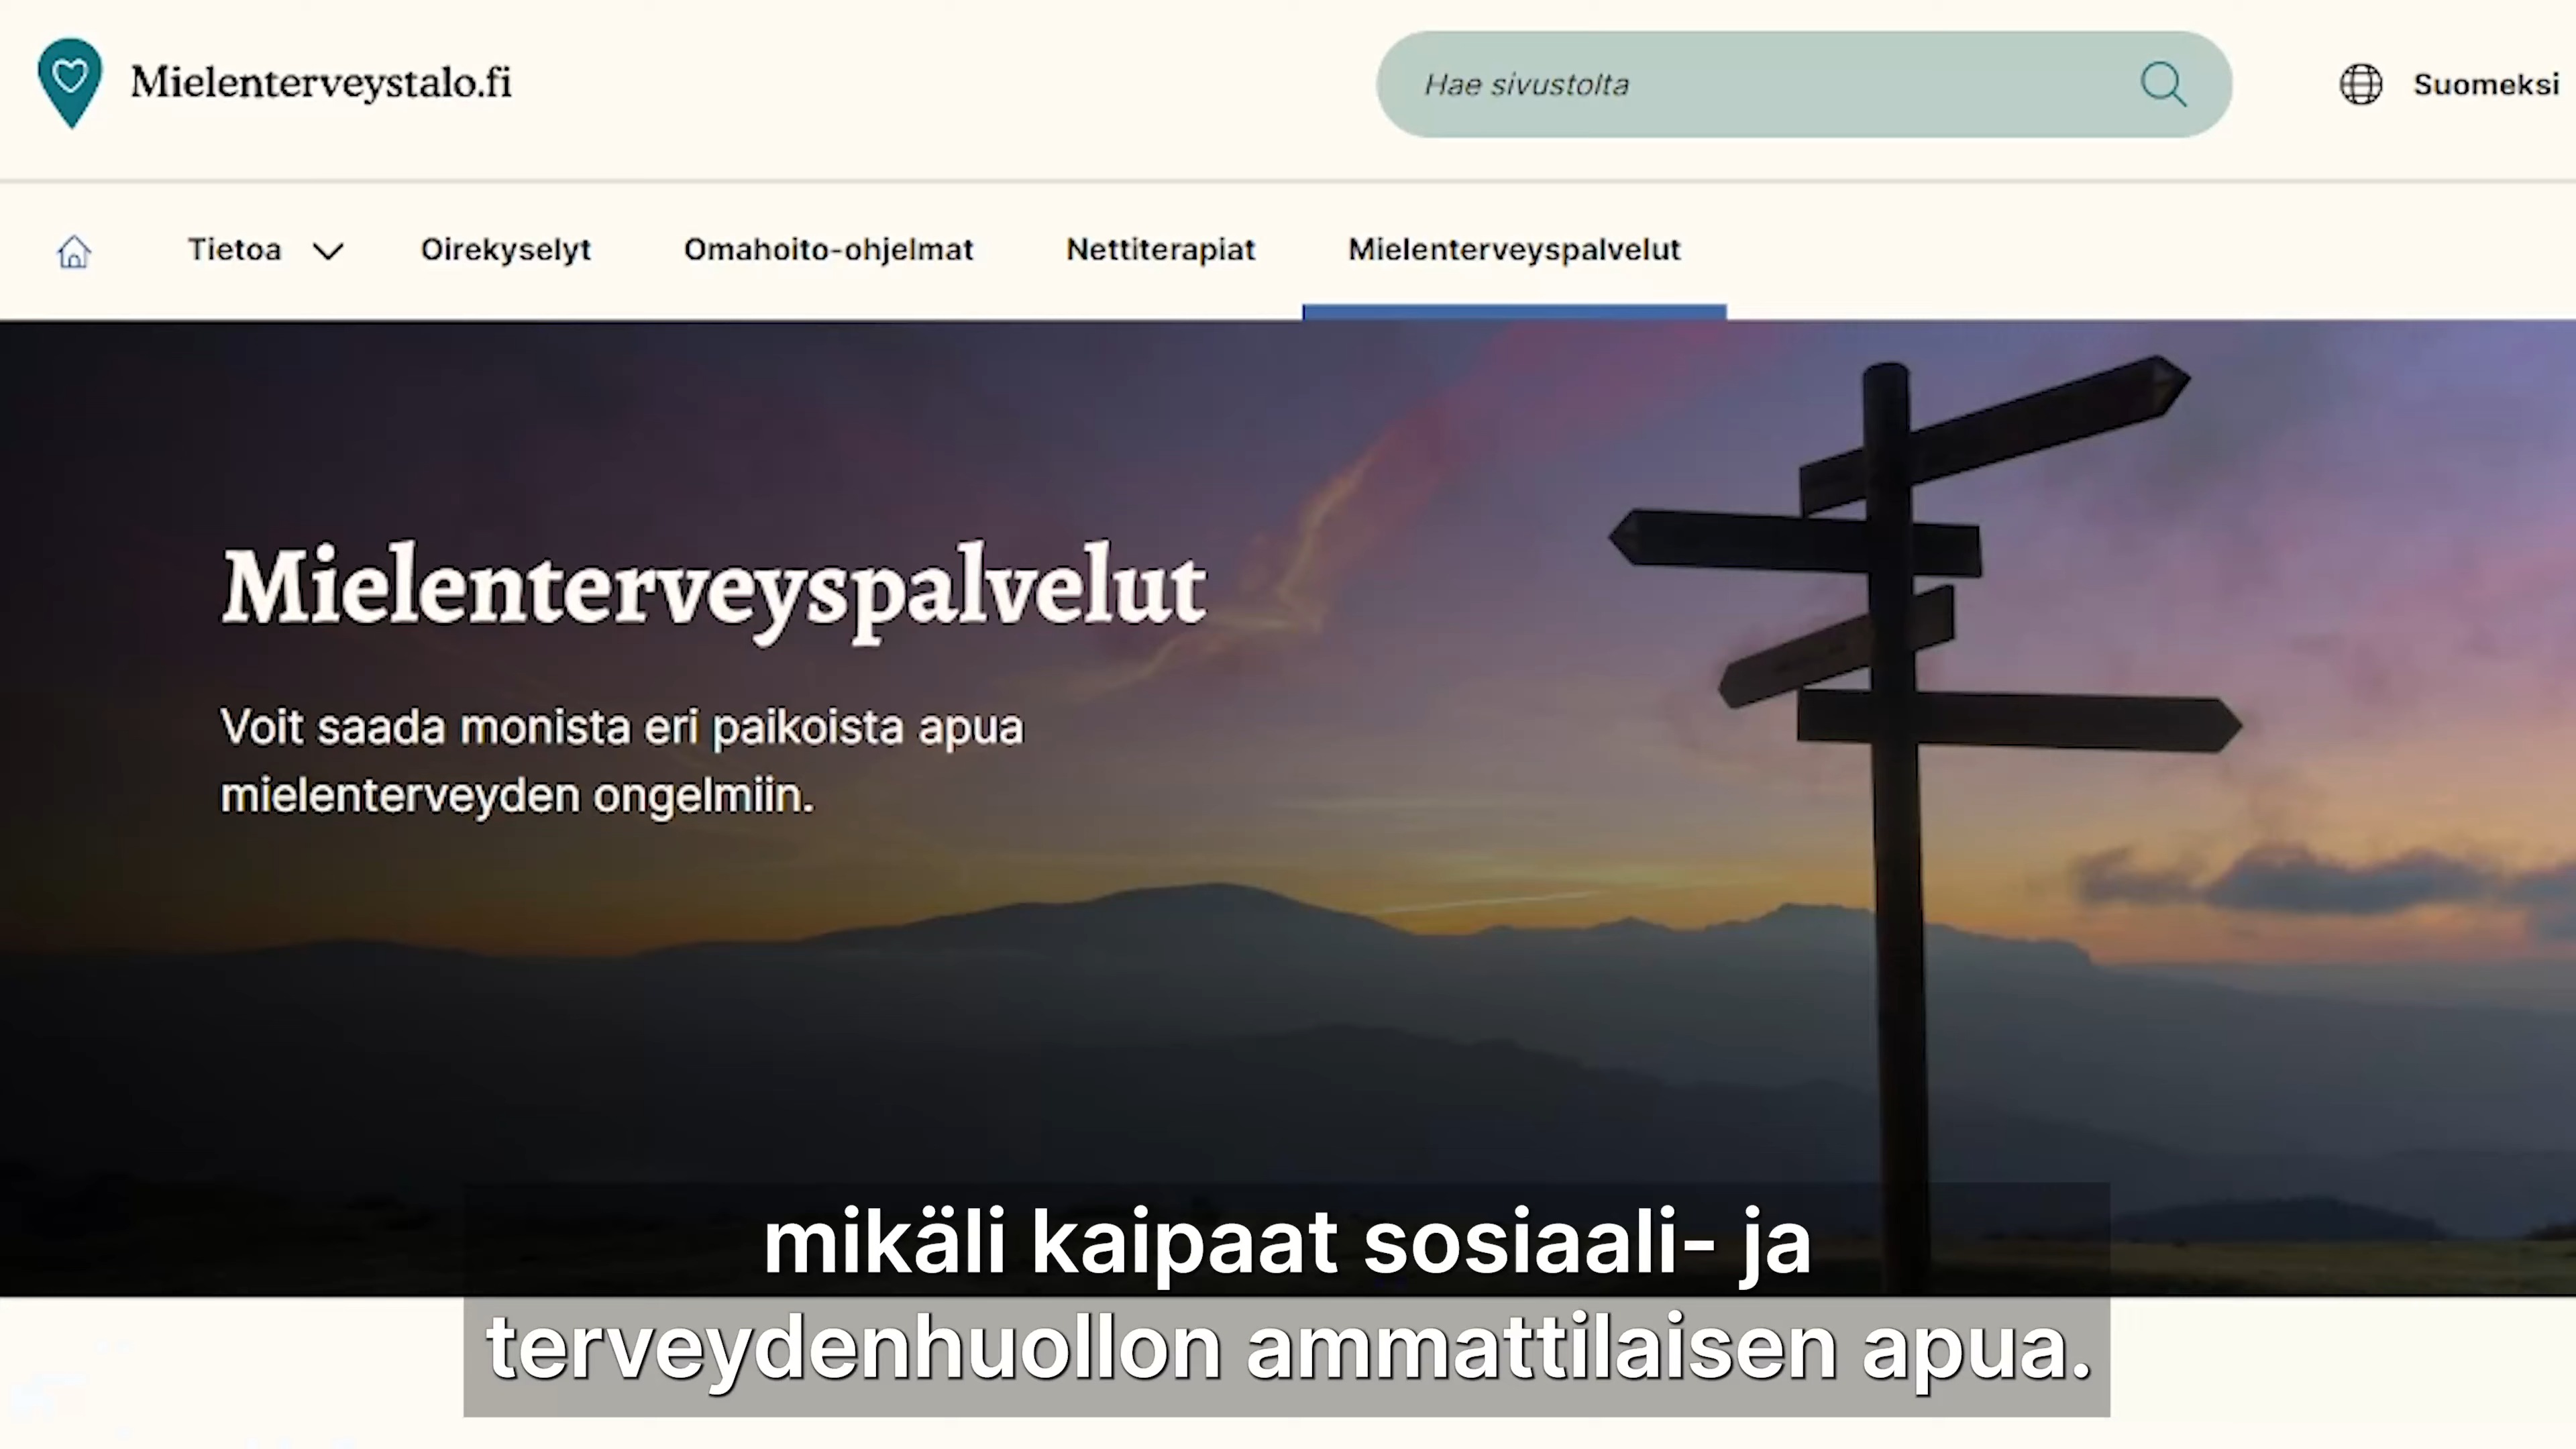 Mielenterveystalo.fi
Hae sivustolta
Suomeksi
Tietoa
Oirekyselyt
Omahoito-ohjelmat
Nettiterapiat
Mielenterveyspalvelut
Mielenterveyspalvelut
Voit saada monista eri paikoista apua
mielenterveyden ongelmiin.
mikäli kaipaat sosiaali- ja
terveydenhuollon ammattilaisen apua.